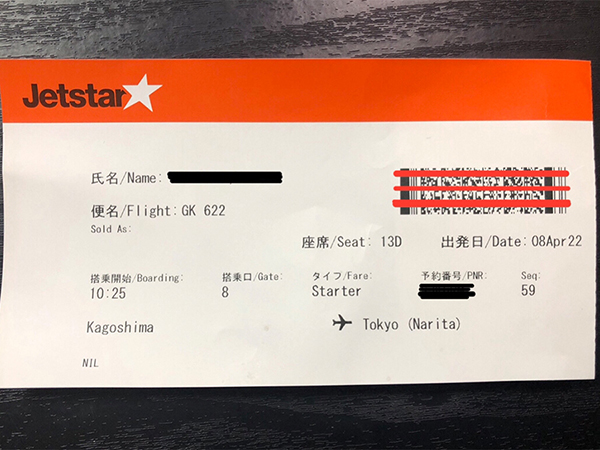 Jetstar
氏名/Name:
便名/Flight: GK 622
Sold As:
座席/Seat: 13D 出発日/Date: 08Apr22
搭乗開始/Boarding: 搭乗口/Gate: タイプ/Fare: 予約番号/PNR: Seq:
10:25 8 Starter 59
Kagoshima Tokyo (Narita)
NIL